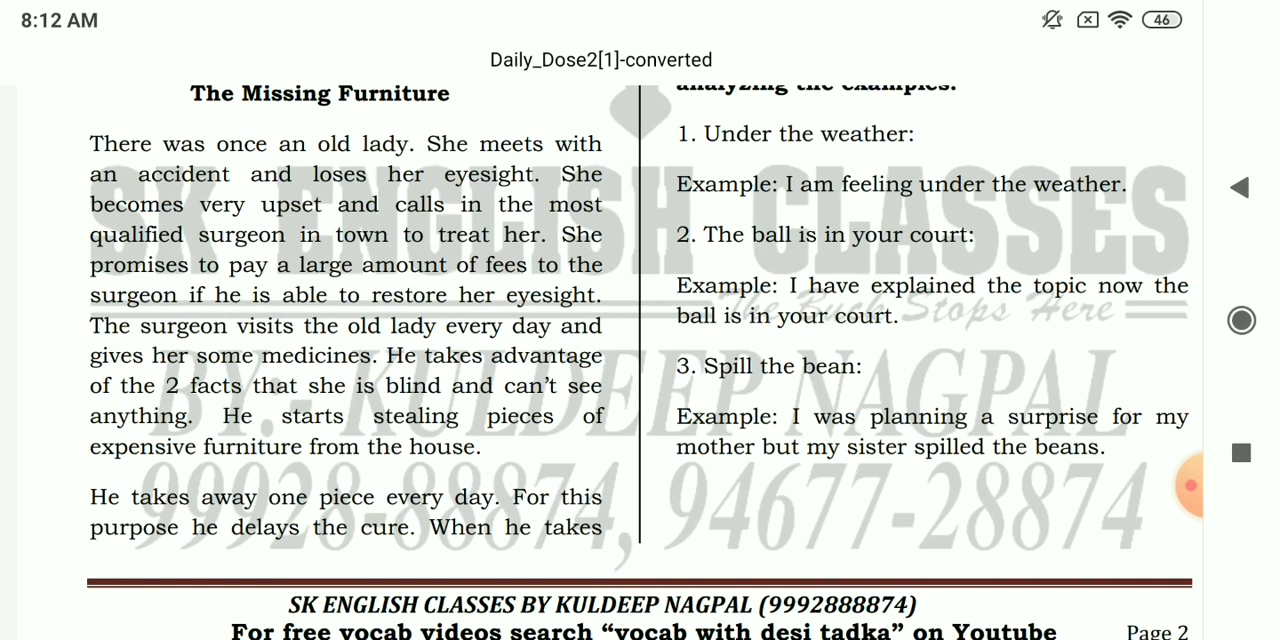 8:12 AM
46
Daily_Dose2[1]-converted
The Missing Furniture
There was once an old lady. She meets with
an accident and loses her eyesight. She
becomes very upset and calls in the most
qualified surgeon in town to treat her. She
promises to pay a large amount of fees to the
surgeon if he is able to restore her eyesight.
The surgeon visits the old lady every day and
gives her some medicines. He takes advantage
of the 2 facts that she is blind and can’t see
anything. He starts stealing pieces of
expensive furniture from the house.
He takes away one piece every day. For this
purpose he delays the cure. When he takes
analyzing the examples.
1. Under the weather:
Example: I am feeling under the weather.
2. The ball is in your court:
Example: I have explained the topic now the
ball is in your court.
3. Spill the bean:
Example: I was planning a surprise for my
mother but my sister spilled the beans.
SK ENGLISH CLASSES
The Buck Stops Here
BY:- KULDEEP NAGPAL
99928-88874, 94677-28874
SK ENGLISH CLASSES BY KULDEEP NAGPAL (9992888874)
For free vocab videos search “vocab with desi tadka” on Youtube
Page 2